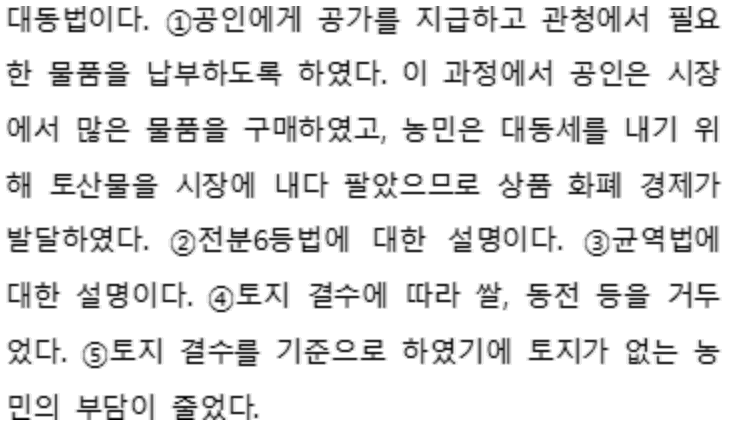 대동법이다. ①공인에게 공가를 지급하고 관청에서 필요
한 물품을 납부하도록 하였다. 이 과정에서 공인은 시장
에서 많은 물품을 구매하였고, 농민은 대동세를 내기 위
해 토산물을 시장에 내다 팔았으므로 상품 화폐 경제가
발달하였다. ②전분6등법에 대한 설명이다. ③균역법에
대한 설명이다. ④토지 결수에 따라 쌀, 동전 등을 거두
었다. ⑤토지 결수를 기준으로 하였기에 토지가 없는 농
민의 부담이 줄었다.